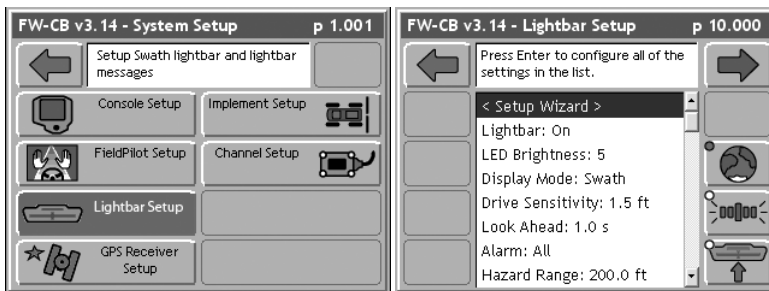 FW-CB v3.14 - System Setup p 1.001
Setup Swath lightbar and lightbar
messages
Console Setup
Implement Setup
FieldPilot Setup
Channel Setup
Lightbar Setup
GPS Receiver
Setup
FW-CB v3.14 - Lightbar Setup p 10.000
Press Enter to configure all of the
settings in the list.
< Setup Wizard >
Lightbar: On
LED Brightness: 5
Display Mode: Swath
Drive Sensitivity: 1.5 ft
Look Ahead: 1.0 s
Alarm: All
Hazard Range: 200.0 ft